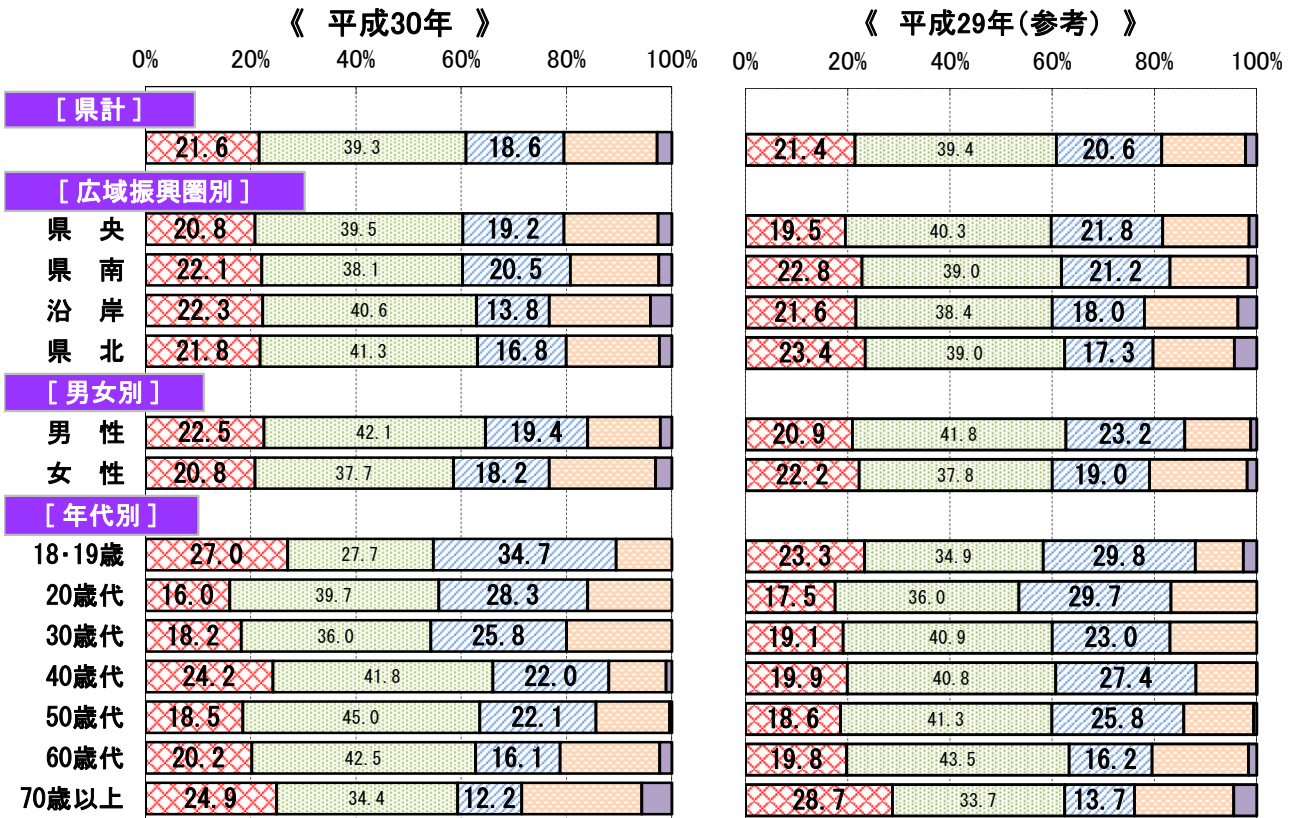 《 平成30年 》 《 平成29年(参考) 》
0% 20% 40% 60% 80% 100% 0% 20% 40% 60% 80% 100%
[ 県計 ]
21.6 39.3 18.6 21.4 39.4 20.6
[ 広域振興圏別 ]
県 央 20.8 39.5 19.2 19.5 40.3 21.8
県 南 22.1 38.1 20.5 22.8 39.0 21.2
沿 岸 22.3 40.6 13.8 21.6 38.4 18.0
県 北 21.8 41.3 16.8 23.4 39.0 17.3
[ 男女別 ]
男 性 22.5 42.1 19.4 20.9 41.8 23.2
女 性 20.8 37.7 18.2 22.2 37.8 19.0
[ 年代別 ]
18・19歳 27.0 27.7 34.7 23.3 34.9 29.8
20歳代 16.0 39.7 28.3 17.5 36.0 29.7
30歳代 18.2 36.0 25.8 19.1 40.9 23.0
40歳代 24.2 41.8 22.0 19.9 40.8 27.4
50歳代 18.5 45.0 22.1 18.6 41.3 25.8
60歳代 20.2 42.5 16.1 19.8 43.5 16.2
70歳以上 24.9 34.4 12.2 28.7 33.7 13.7